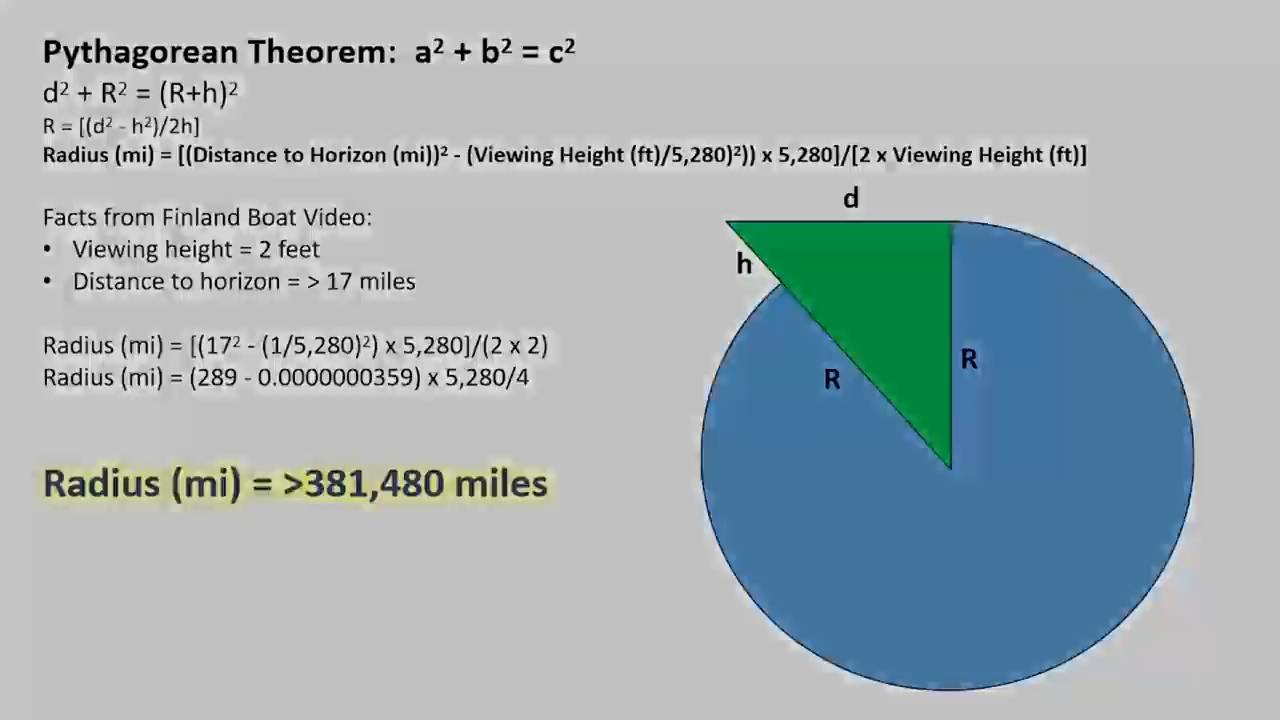 Pythagorean Theorem: a² + b² = c²
d² + R² = (R+h)²
R = [(d² - h²)/2h]
Radius (mi) = [(Distance to Horizon (mi))² - (Viewing Height (ft)/5,280)²)) x 5,280]/[2 x Viewing Height (ft)]
Facts from Finland Boat Video:
• Viewing height = 2 feet
• Distance to horizon = > 17 miles
Radius (mi) = [(17² - (1/5,280)²) x 5,280]/(2 x 2)
Radius (mi) = (289 - 0.0000000359) x 5,280/4
Radius (mi) = >381,480 miles
d
h
R
R